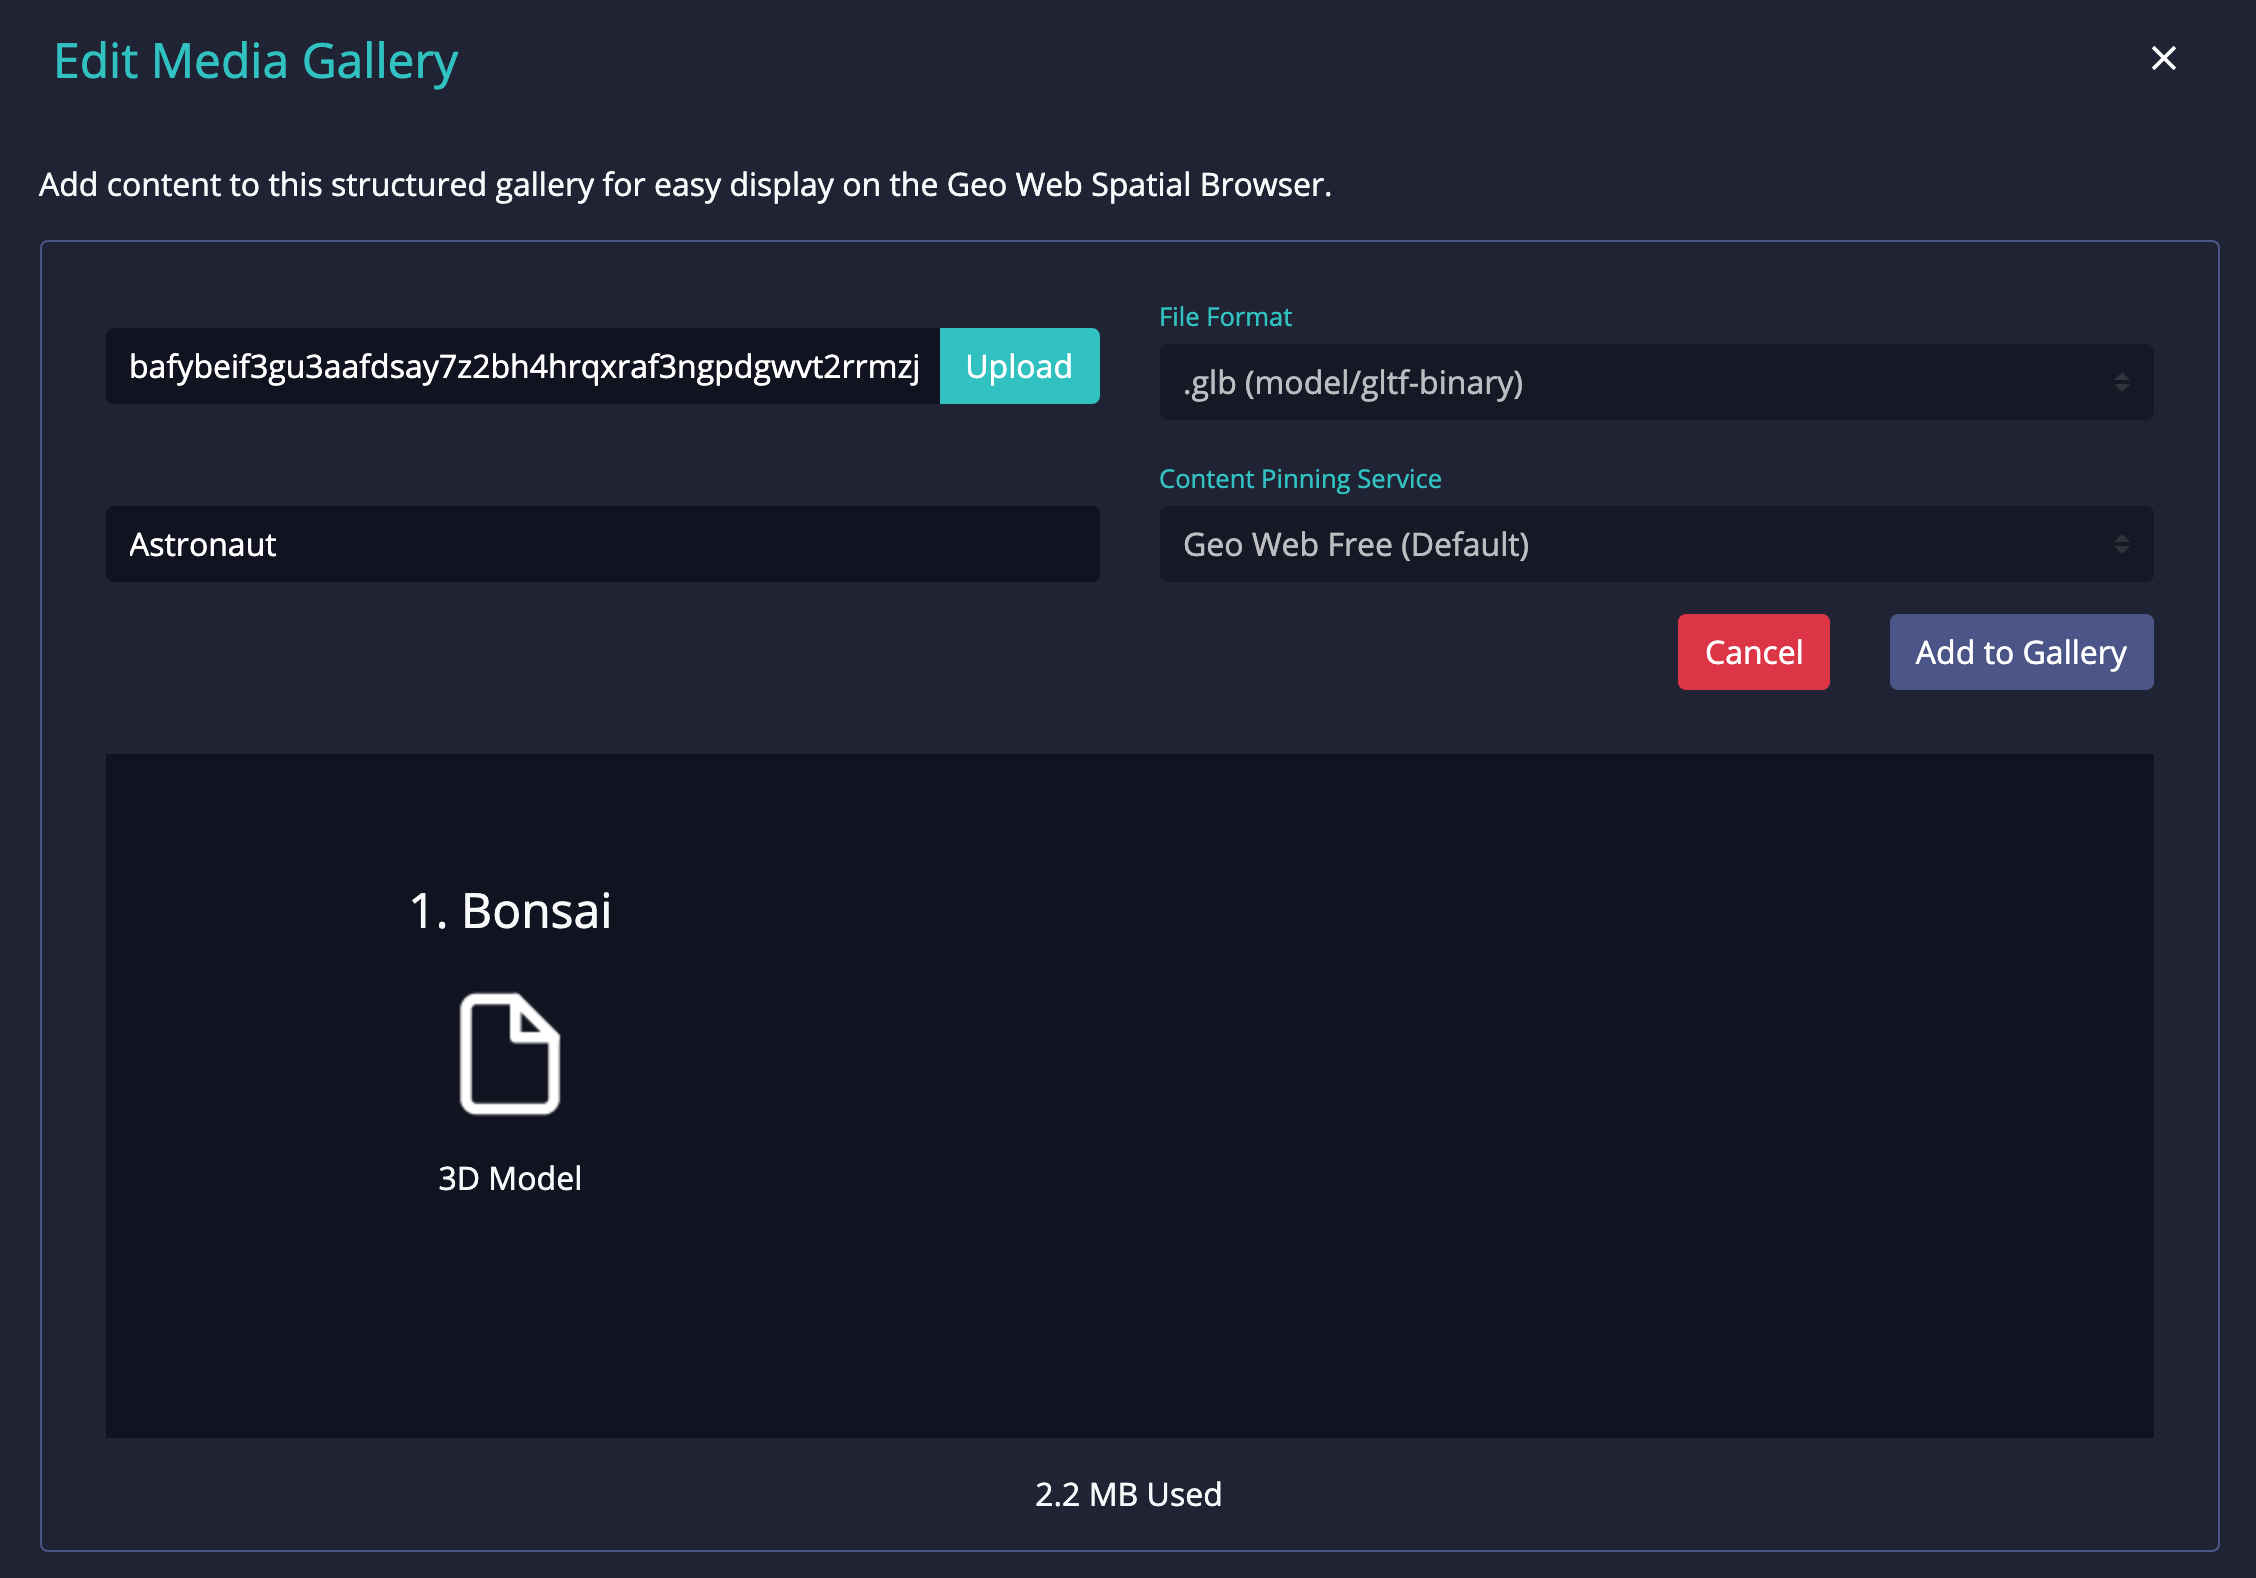 Edit Media Gallery
Add content to this structured gallery for easy display on the Geo Web Spatial Browser.
bafybeif3gu3aafdsay7z2bh4hrqxraf3ngpdgwvt2rrmzj
Upload
File Format
.glb (model/gltf-binary)
Astronaut
Content Pinning Service
Geo Web Free (Default)
Cancel
Add to Gallery
1. Bonsai
3D Model
2.2 MB Used